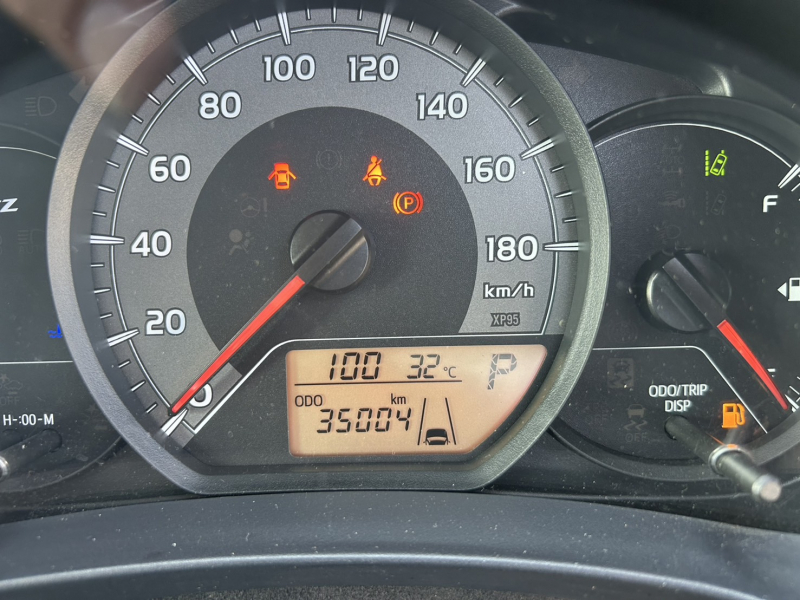 100 120
80 140
60 160
40 180
20 km/h
XP95
0
100 32 °C P
ODO km
35004
H-:00-M
F
P
ODO/TRIP
DISP